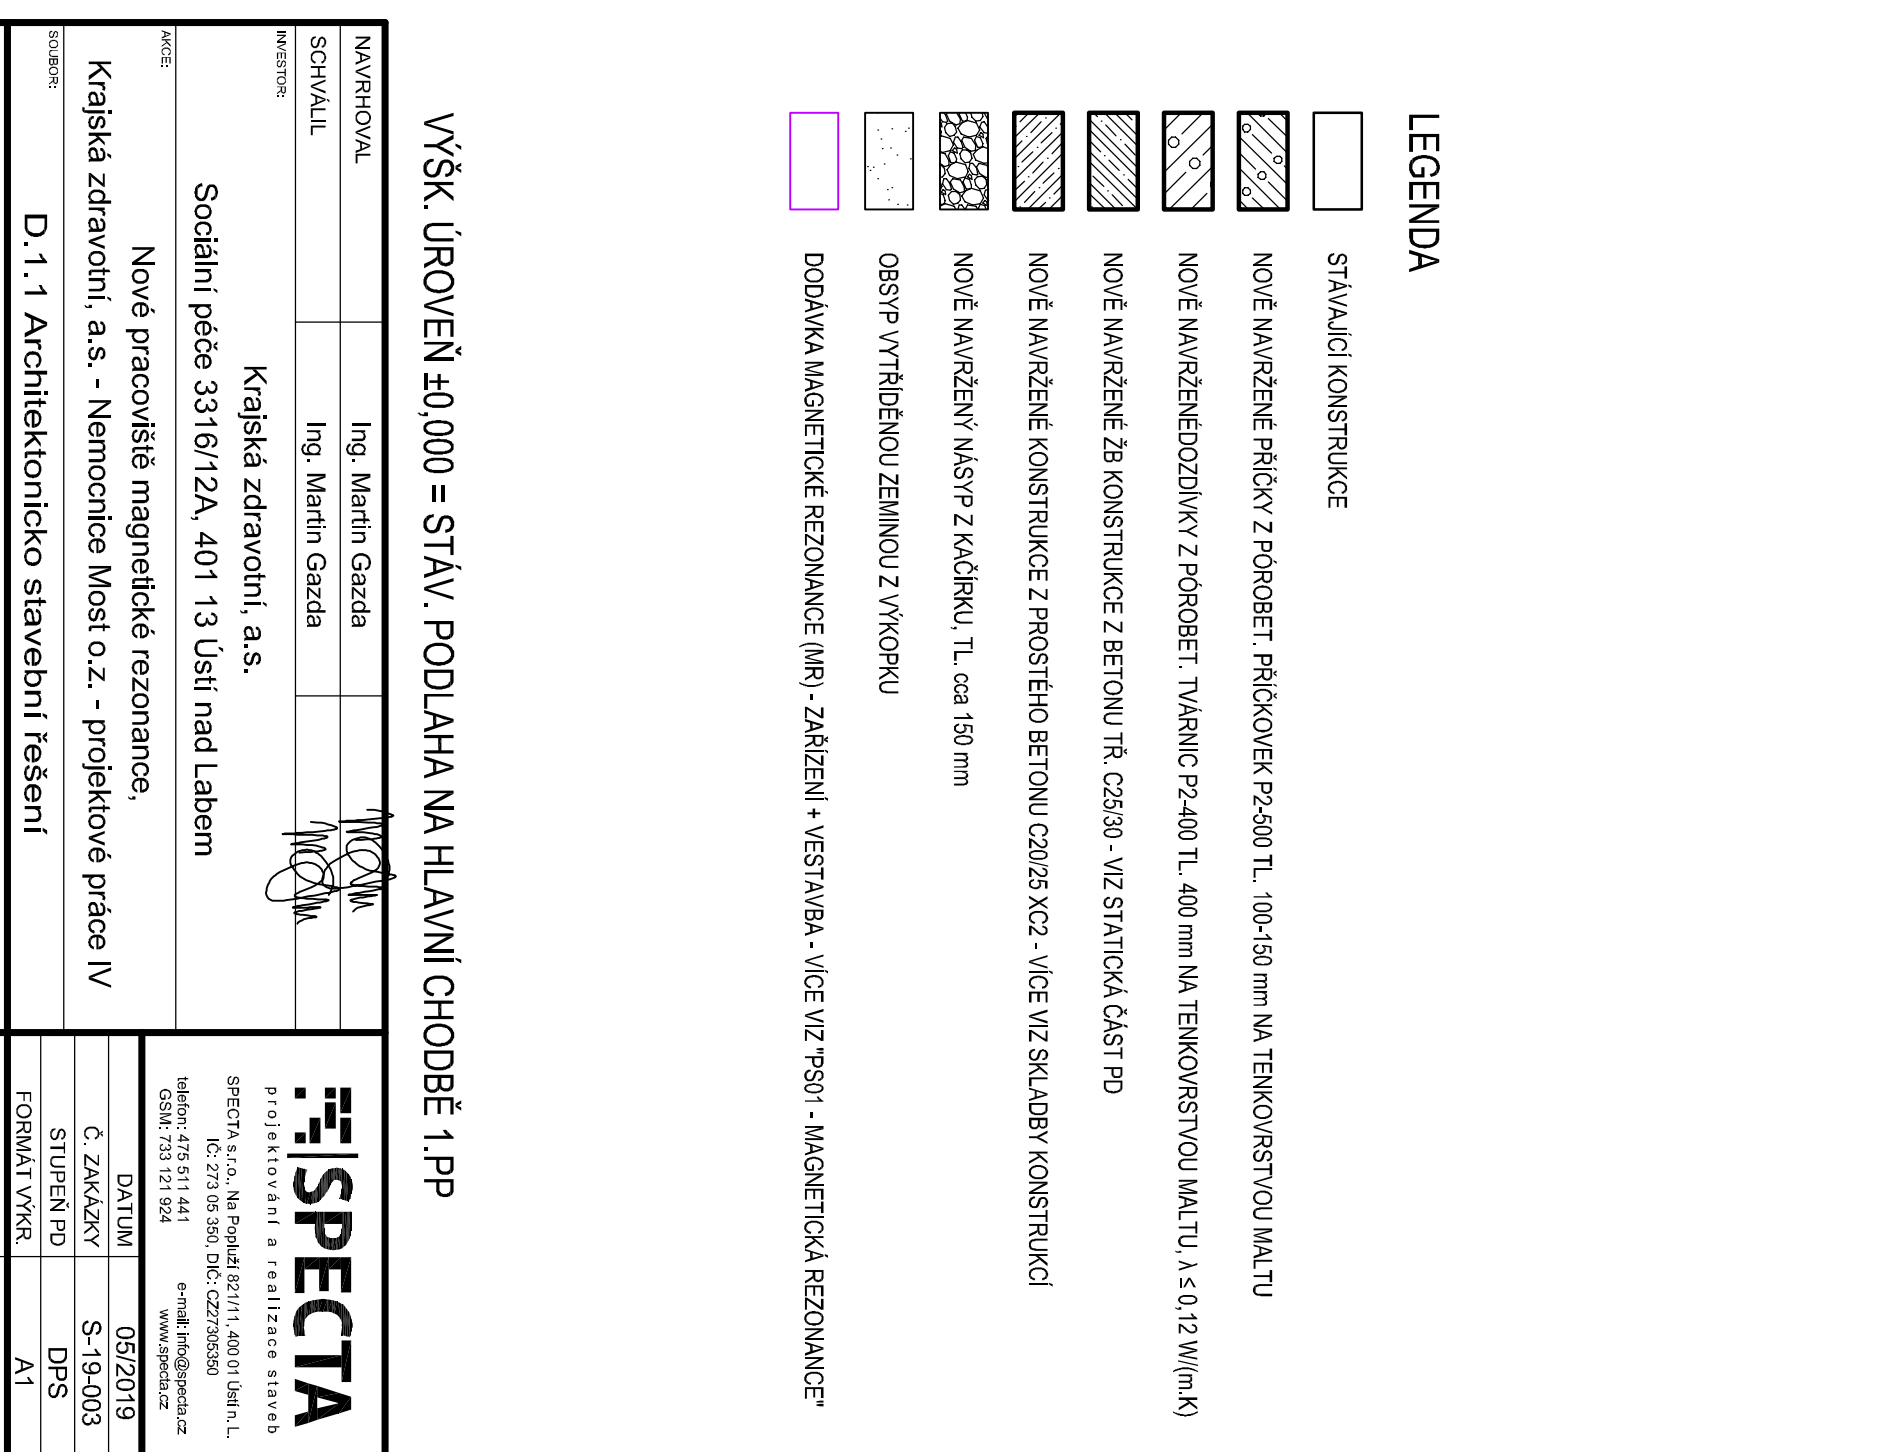 LEGENDA
STÁVAJÍCÍ KONSTRUKCE
NOVĚ NAVRŽENÉ PŘÍČKY Z PÓROBET. PŘÍČKOVEK P2-500 TL. 100-150 mm NA TENKOVRSTVOU MALTU
NOVĚ NAVRŽENÉDOZDÍVKY Z PÓROBET. TVÁRNIC P2-400 TL. 400 mm NA TENKOVRSTVOU MALTU, λ ≤ 0,12 W/(m.K)
NOVĚ NAVRŽENÉ ŽB KONSTRUKCE Z BETONU TŘ. C25/30 - VIZ STATICKÁ ČÁST PD
NOVĚ NAVRŽENÉ KONSTRUKCE Z PROSTÉHO BETONU C20/25 XC2 - VÍCE VIZ SKLADBY KONSTRUKCÍ
NOVĚ NAVRŽENÝ NÁSYP Z KAČÍRKU, TL. cca 150 mm
OBSYP VYTŘÍDĚNOU ZEMINOU Z VÝKOPKU
DODÁVKA MAGNETICKÉ REZONANCE (MR) - ZAŘÍZENÍ + VESTAVBA - VÍCE VIZ "PS01 - MAGNETICKÁ REZONANCE"
VÝŠK. ÚROVEŇ ±0,000 = STÁV. PODLAHA NA HLAVNÍ CHODBĚ 1.PP
NAVRHOVAL Ing. Martin Gazda
SCHVÁLIL Ing. Martin Gazda
INVESTOR:
Krajská zdravotní, a.s.
Sociální péče 3316/12A, 401 13 Ústí nad Labem
AKCE:
Nové pracoviště magnetické rezonance,
Krajská zdravotní, a.s. - Nemocnice Most o.z. - projektové práce IV
SOUBOR:
D.1.1 Architektonicko stavební řešení
SPECTA
projektování a realizace staveb
SPECTA s.r.o., Na Popluží 821/11, 400 01 Ústí n. L.
IČ: 273 05 350, DIČ: CZ27305350
telefon: 475 511 441 e-mail: info@specta.cz
GSM: 733 121 924 www.specta.cz
DATUM 05/2019
Č. ZAKÁZKY S-19-003
STUPEŇ PD DPS
FORMÁT VÝKR. A1